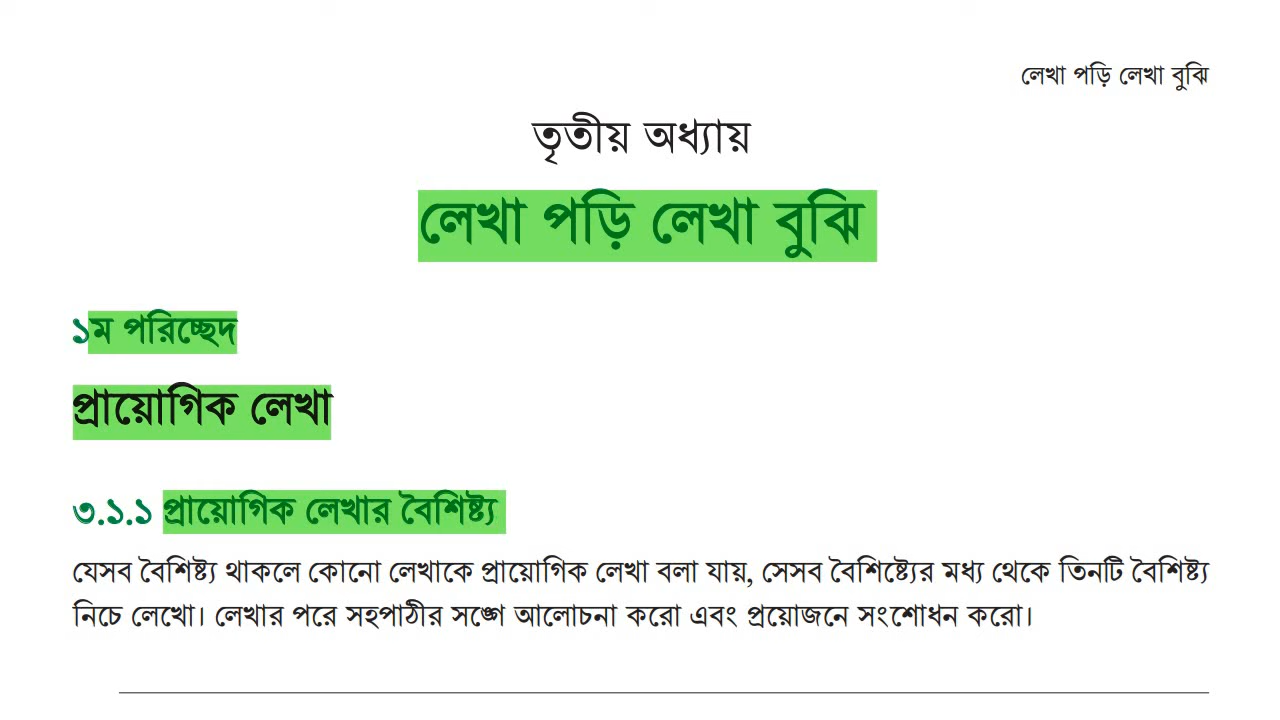 লেখা পড়ি লেখা বুঝি
তৃতীয় অধ্যায়
লেখা পড়ি লেখা বুঝি
১ম পরিচ্ছেদ
প্রায়োগিক লেখা
৩.১.১ প্রায়োগিক লেখার বৈশিষ্ট্য
যেসব বৈশিষ্ট্য থাকলে কোনো লেখাকে প্রায়োগিক লেখা বলা যায়, সেসব বৈশিষ্ট্যের মধ্য থেকে তিনটি বৈশিষ্ট্য
নিচে লেখো। লেখার পরে সহপাঠীর সঙ্গে আলোচনা করো এবং প্রয়োজনে সংশোধন করো।